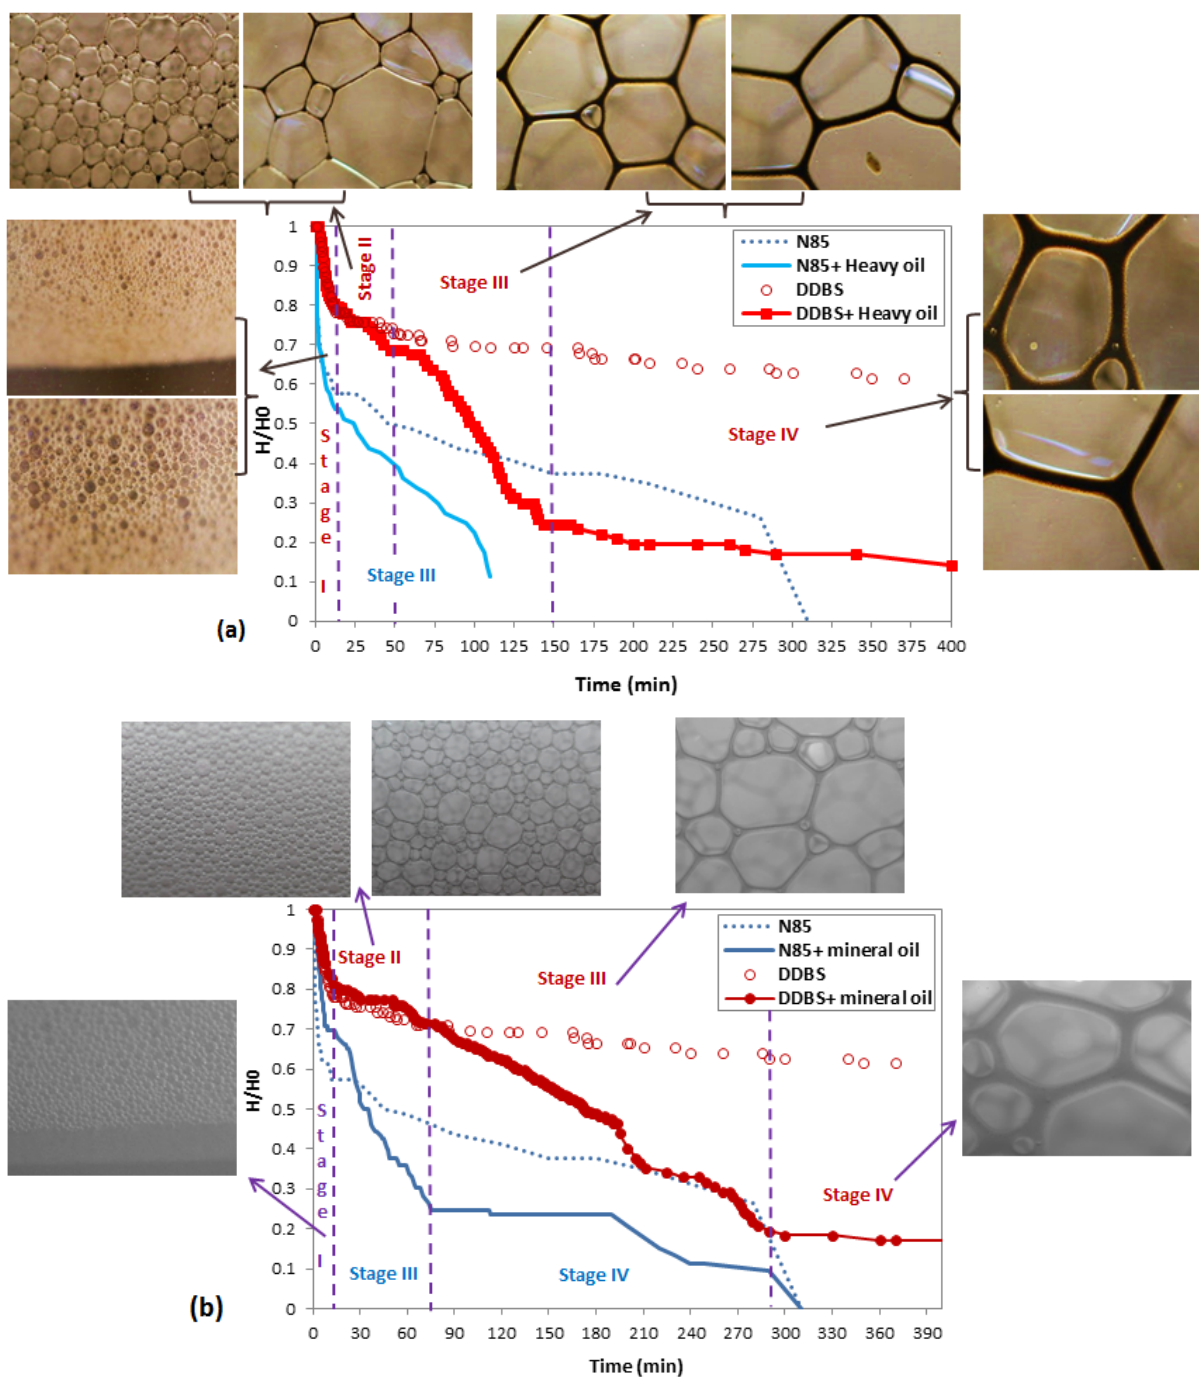 N85
N85+ Heavy oil
DDBS
DDBS+ Heavy oil
Stage II
Stage III
Stage IV
Stage I
Stage III
H/H0
1
0.9
0.8
0.7
0.6
0.5
0.4
0.3
0.2
0.1
0
0 25 50 75 100 125 150 175 200 225 250 275 300 325 350 375 400
Time (min)
(a)
N85
N85+ mineral oil
DDBS
DDBS+ mineral oil
Stage II
Stage III
Stage IV
Stage I
Stage III
Stage IV
H/H0
1
0.9
0.8
0.7
0.6
0.5
0.4
0.3
0.2
0.1
0
0 30 60 90 120 150 180 210 240 270 300 330 360 390
Time (min)
(b)